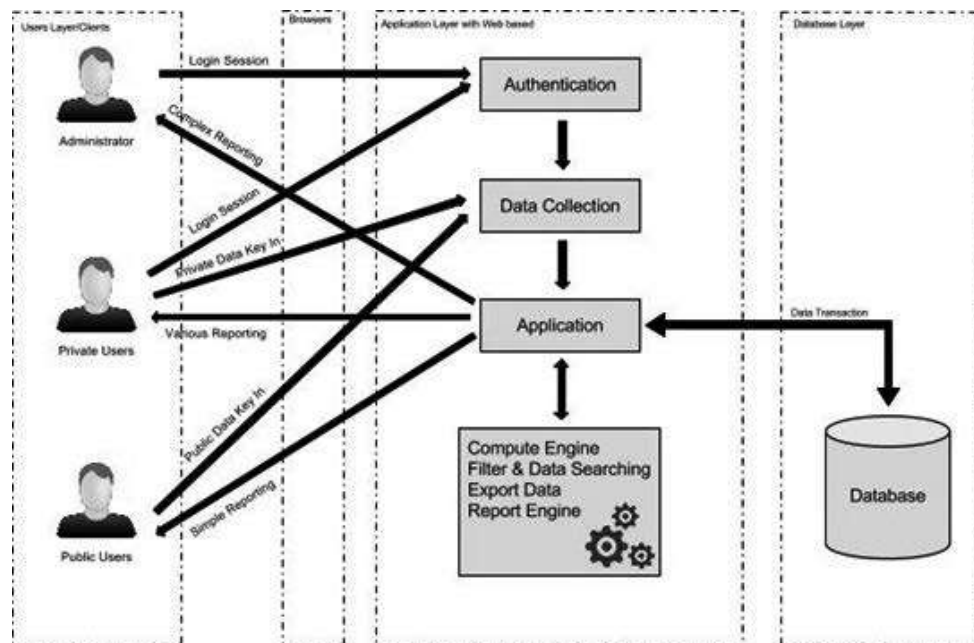 Users Layer/Clients
Browsers
Application Layer with Web based
Database Layer
Login Session
Authentication
Administrator
Complex Reporting
Data Collection
Login Session
Private Data Key In
Application
Data Transaction
Private Users
Various Reporting
Public Data Key In
Compute Engine
Filter & Data Searching
Export Data
Report Engine
Database
Simple Reporting
Public Users